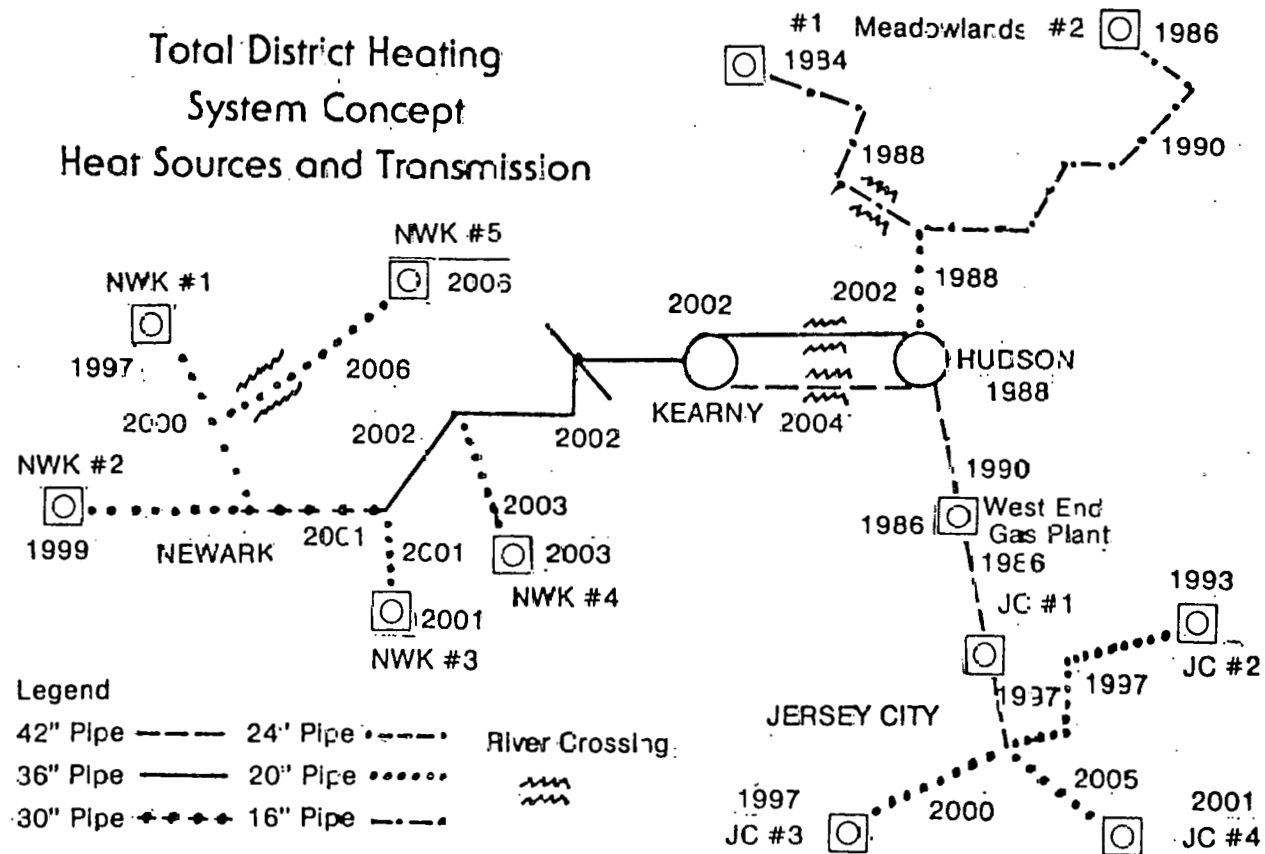 Total District Heating
System Concept
Heat Sources and Transmission
#1 Meadowlands #2
1984
1986
1988
1990
1988
NWK #5
2006
NWK #1
1997
2006
2000
2002
2002
HUDSON
1988
KEARNY
2004
2002
2002
NWK #2
1999
NEWARK
2001
2001
2003
2003
NWK #4
2001
NWK #3
1990
1986
West End
Gas Plant
1986
JC #1
1993
JC #2
1997
1997
JERSEY CITY
2005
2000
1997
JC #3
2001
JC #4
Legend
42" Pipe
24" Pipe
36" Pipe
20" Pipe
30" Pipe
16" Pipe
River Crossing